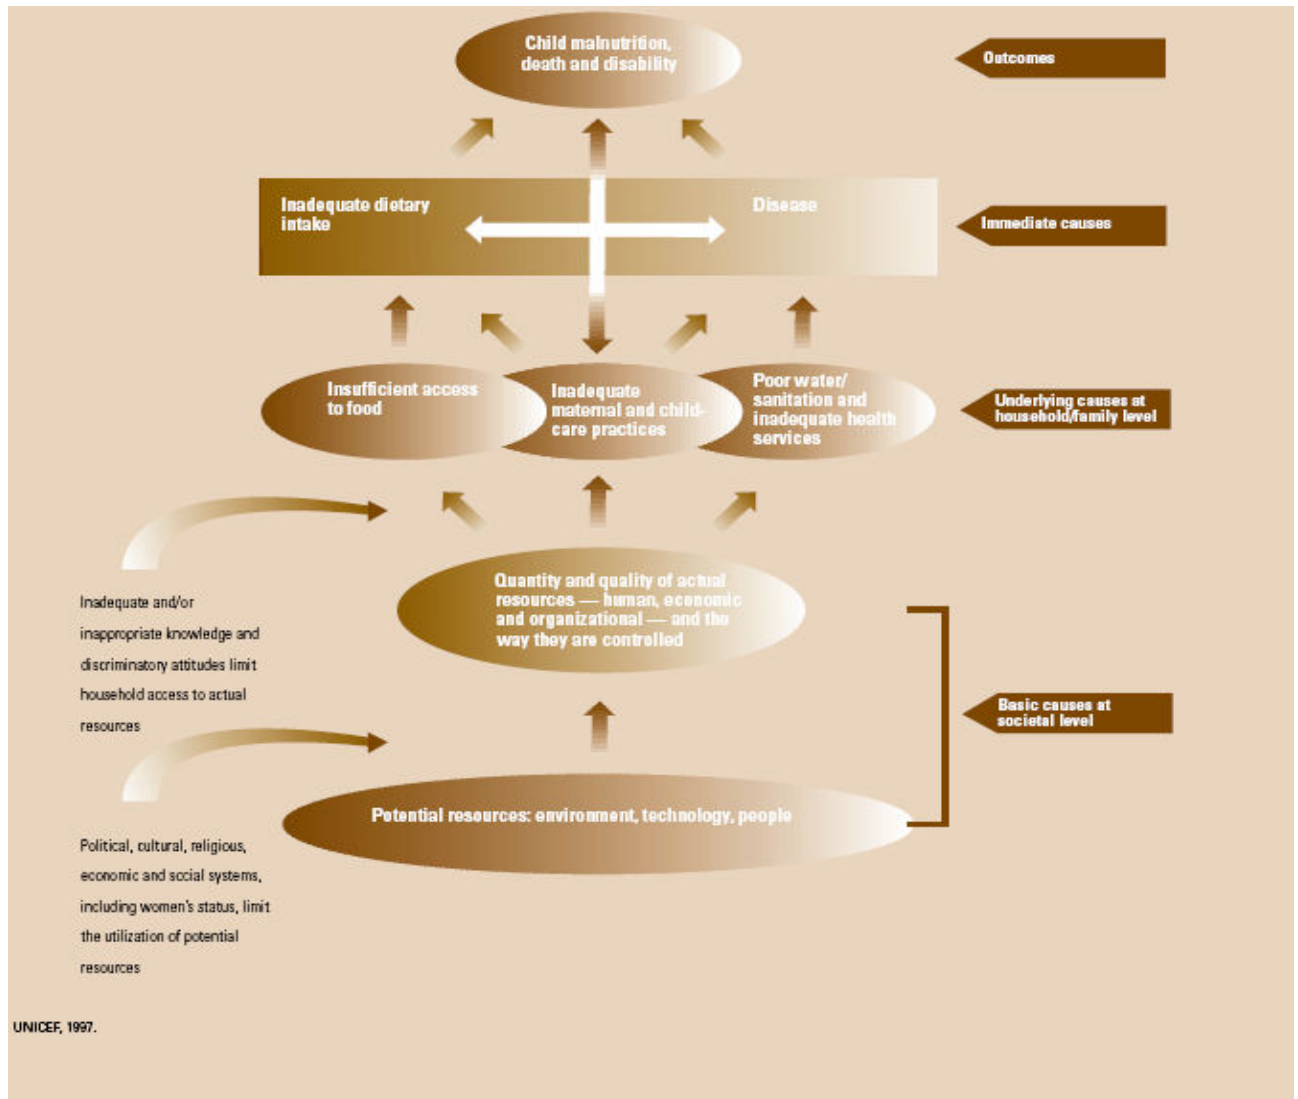 Child malnutrition,
death and disability
Outcomes
Inadequate dietary
intake
Disease
Immediate causes
Insufficient access
to food
Inadequate
maternal and child-
care practices
Poor water/
sanitation and
inadequate health
services
Underlying causes at
household/family level
Quantity and quality of actual
resources — human, economic
and organizational — and the
way they are controlled
Inadequate and/or
inappropriate knowledge and
discriminatory attitudes limit
household access to actual
resources
Basic causes at
societal level
Potential resources: environment, technology, people
Political, cultural, religious,
economic and social systems,
including women's status, limit
the utilization of potential
resources
UNICEF, 1997.